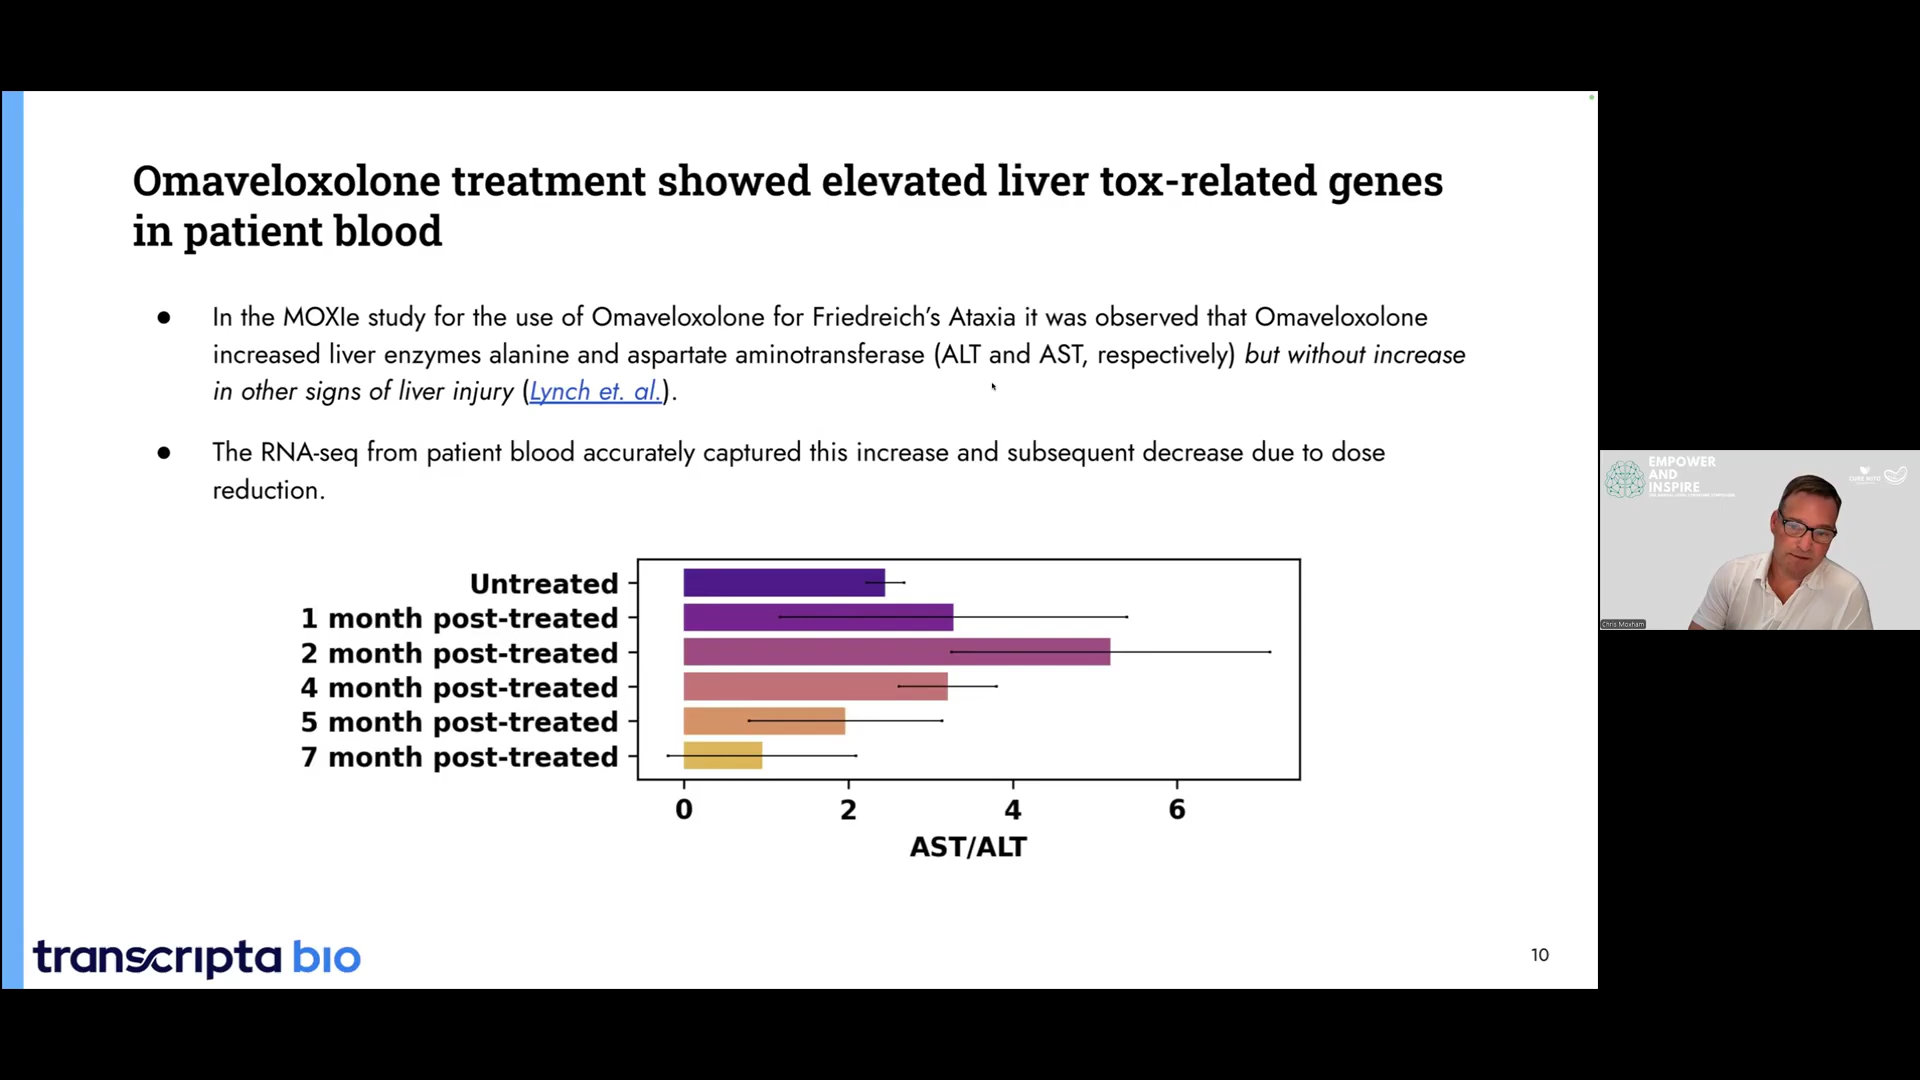 Omaveloxolone treatment showed elevated liver tox-related genes
in patient blood
● In the MOXIe study for the use of Omaveloxolone for Friedreich's Ataxia it was observed that Omaveloxolone
increased liver enzymes alanine and aspartate aminotransferase (ALT and AST, respectively) but without increase
in other signs of liver injury (Lynch et. al.).
● The RNA-seq from patient blood accurately captured this increase and subsequent decrease due to dose
reduction.
Untreated
1 month post-treated
2 month post-treated
4 month post-treated
5 month post-treated
7 month post-treated
0 2 4 6
AST/ALT
transcripta bio
10
EMPOWER
AND
INSPIRE
CURE MITO
Chris Moxham